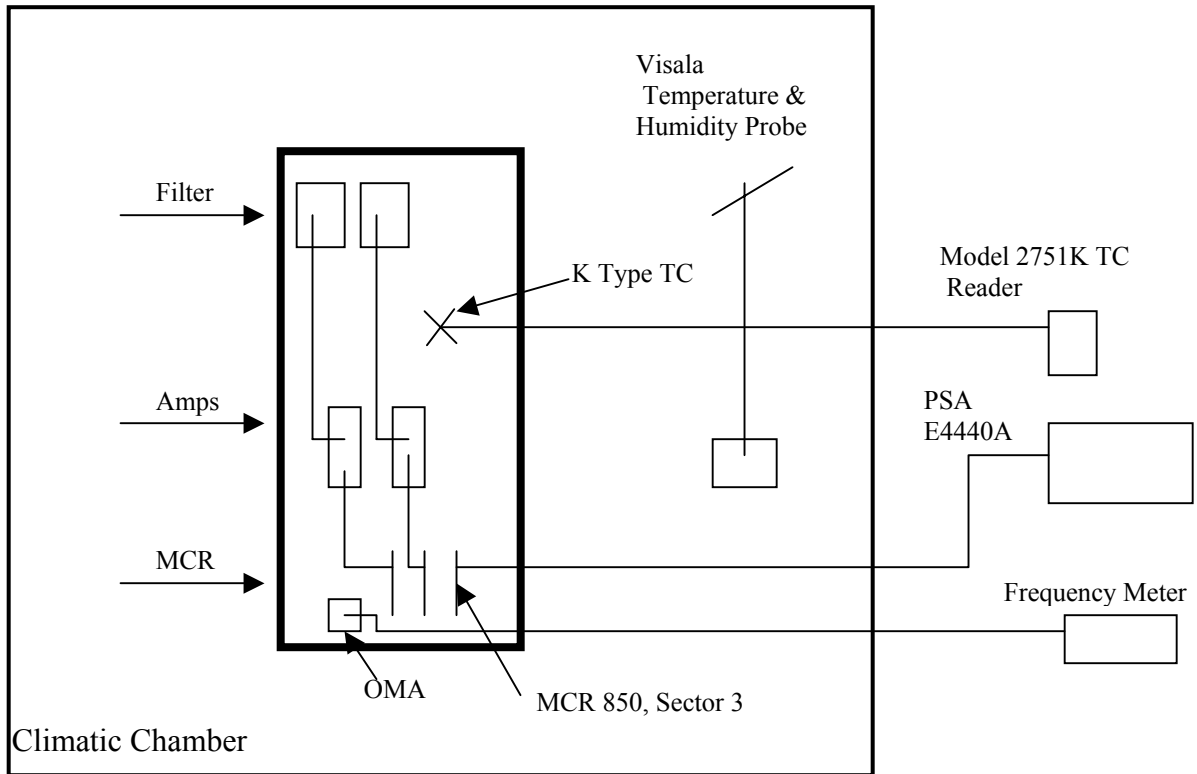 Visala
Temperature &
Humidity Probe
Filter
Model 2751K TC
Reader
K Type TC
Amps
PSA
E4440A
MCR
Frequency Meter
OMA
MCR 850, Sector 3
Climatic Chamber